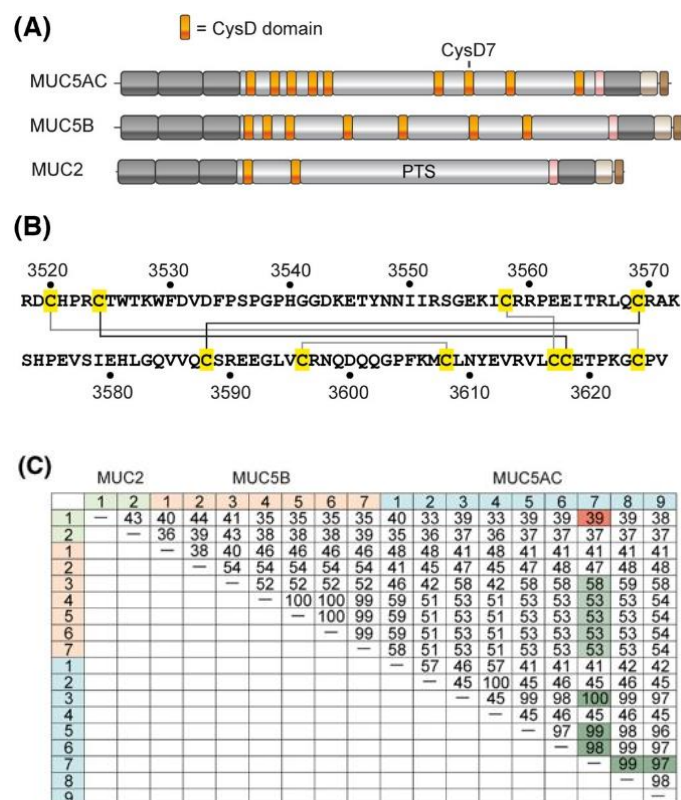 (A)
= CysD domain
CysD7
MUC5AC
MUC5B
MUC2
PTS
(B)
3520 3530 3540 3550 3560 3570
RDCHPRCTWTKWFDVDFPSPGPHGGDKETYNNIIRSGEKICRRPEEITRLQCRAK
SHPEVSIEHLGQVVQCSREEGLVCRNQDQQGPFKMCLNYEVRVLCCETPKGCPV
3580 3590 3600 3610 3620
(C)
MUC2 MUC5B MUC5AC
1 2 1 2 3 4 5 6 7 1 2 3 4 5 6 7 8 9
1 — 43 40 44 41 35 35 35 35 40 33 39 33 39 39 39 39 38
2 — 36 39 43 38 38 38 39 35 36 37 36 37 37 37 37 37
1 — 38 40 46 46 46 46 48 48 41 48 41 41 41 41 41
2 — 54 54 54 54 54 41 45 47 45 47 48 47 48 48
3 — 52 52 52 52 46 42 58 42 58 58 58 59 58
4 — 100 100 99 59 51 53 51 53 53 53 53 54
5 — 100 99 59 51 53 51 53 53 53 53 54
6 — 99 59 51 53 51 53 53 53 53 54
7 — 58 51 53 51 53 53 53 53 54
1 — 57 46 57 41 41 41 42 42
2 — 45 100 45 46 45 46 45
3 — 45 99 98 100 99 97
4 — 45 46 45 46 45
5 — 97 99 98 96
6 — 98 99 97
7 — 99 97
8 — 98
9 —